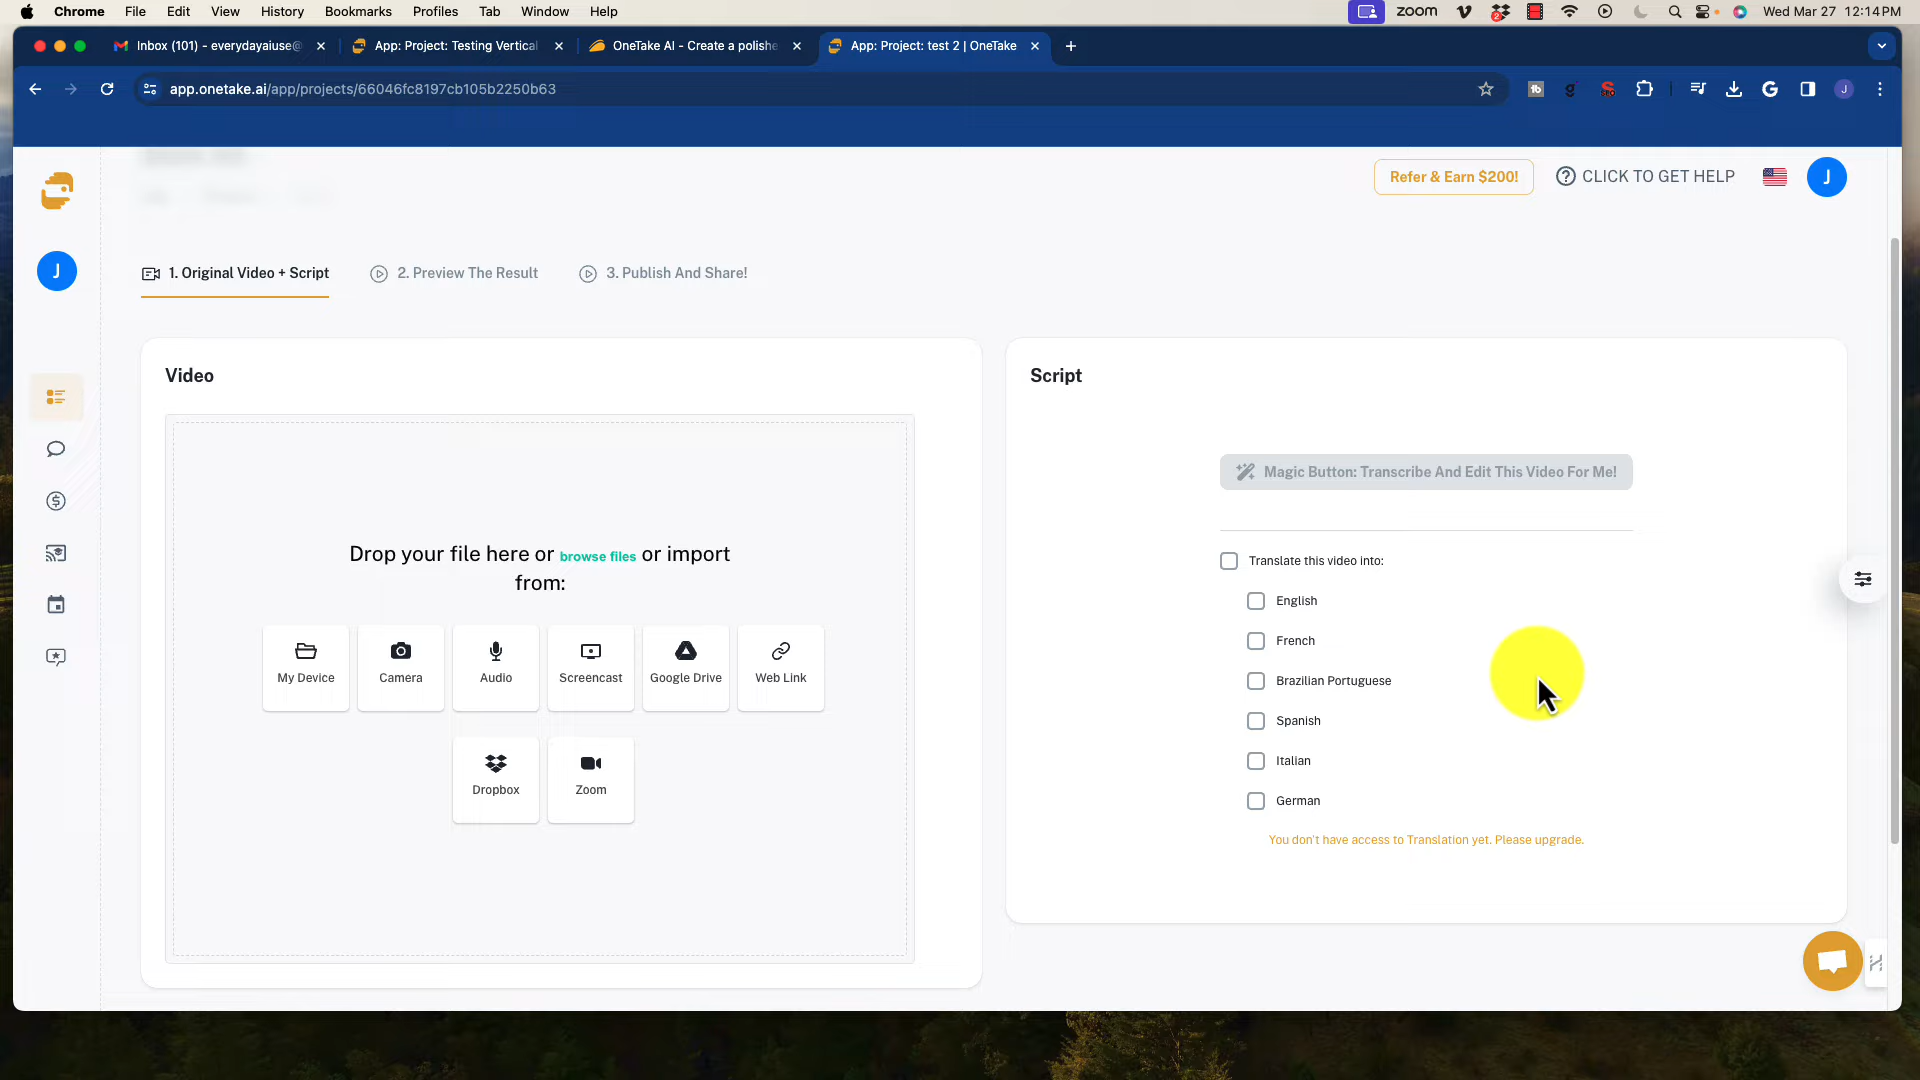 Chrome File Edit View History Bookmarks Profiles Tab Window Help zoom 2 Wed Mar 27 12:14 PM
Inbox (101) - everydayaiuse@ App: Project: Testing Vertical OneTake AI - Create a polishe App: Project: test 2 | OneTake
app.onetake.ai/app/projects/66046fc8197cb105b2250b63 tb J
Refer & Earn $200! CLICK TO GET HELP J
J
1. Original Video + Script 2. Preview The Result 3. Publish And Share!
Video
Drop your file here or browse files or import
from:
My Device Camera Audio Screencast Google Drive Web Link
Dropbox Zoom
Script
Magic Button: Transcribe And Edit This Video For Me!
Translate this video into:
English
French
Brazilian Portuguese
Spanish
Italian
German
You don't have access to Translation yet. Please upgrade.